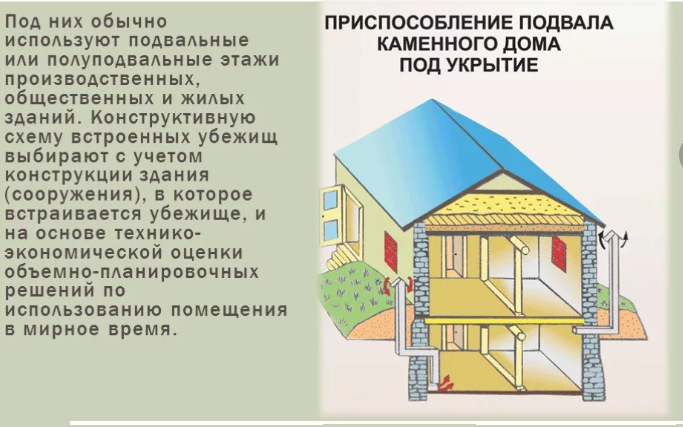 Под них обычно
используют подвальные
или полуподвальные этажи
производственных,
общественных и жилых
зданий. Конструктивную
схему встроенных убежищ
выбирают с учетом
конструкции здания
(сооружения), в которое
встраивается убежище, и
на основе технико-
экономической оценки
объемно-планировочных
решений по
использованию помещения
в мирное время.
ПРИСПОСОБЛЕНИЕ ПОДВАЛА
КАМЕННОГО ДОМА
ПОД УКРЫТИЕ